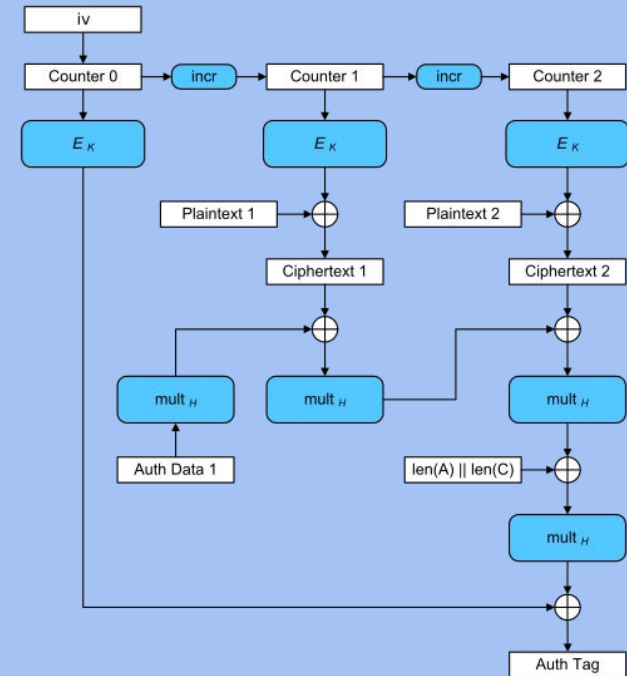 iv
Counter 0
incr
Counter 1
incr
Counter 2
E K
E K
E K
Plaintext 1
Plaintext 2
Ciphertext 1
Ciphertext 2
mult H
mult H
mult H
Auth Data 1
len(A) || len(C)
mult H
Auth Tag